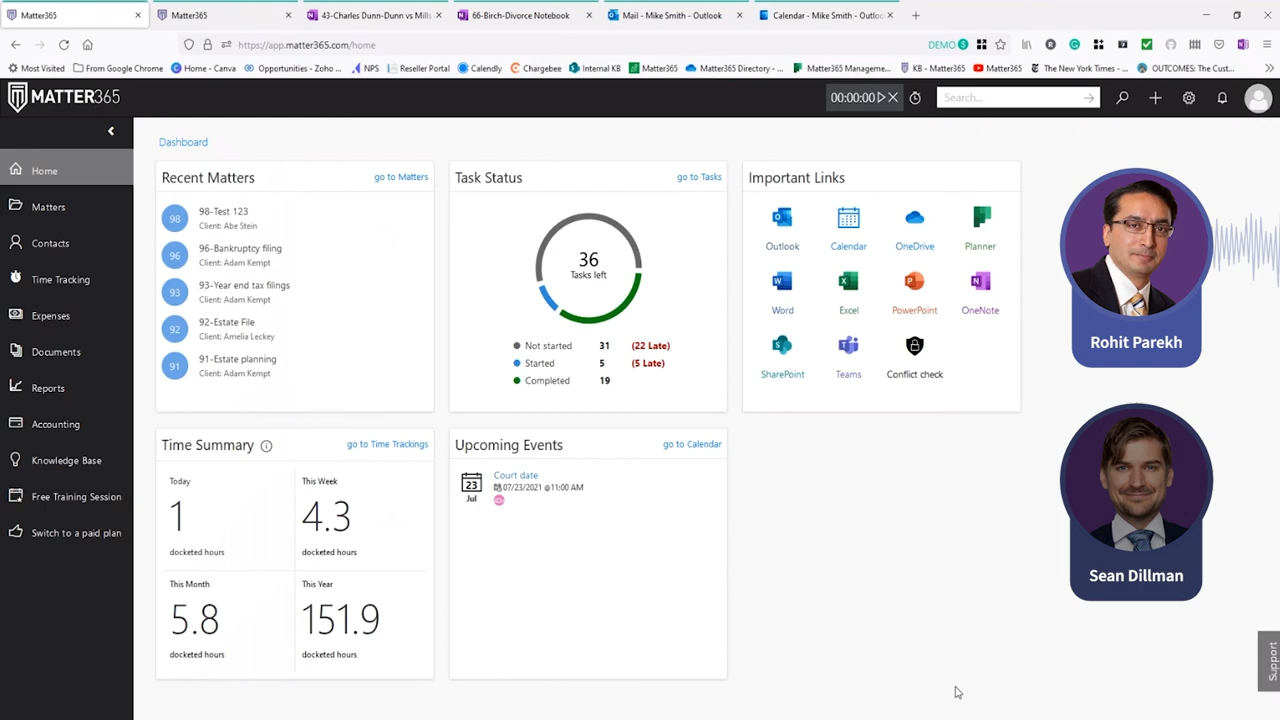 Matter365
Matter365
43-Charles Dunn-Dunn vs Mills
66-Birch-Divorce Notebook
Mail - Mike Smith - Outlook
Calendar - Mike Smith - Outloo
https://app.matter365.com/home
DEMO
Most Visited
From Google Chrome
Home - Canva
Opportunities - Zoho ...
NPS
Reseller Portal
Calendly
Chargebee
Internal KB
Matter365
Matter365 Directory - ...
Matter365 Manageme...
KB - Matter365
Matter365
The New York Times - ...
OUTCOMES: The Cust...
MATTER365
00:00:00
Search...
Home
Matters
Contacts
Time Tracking
Expenses
Documents
Reports
Accounting
Knowledge Base
Free Training Session
Switch to a paid plan
Dashboard
Recent Matters
go to Matters
98
98-Test 123
Client: Abe Stein
96
96-Bankruptcy filing
Client: Adam Kempt
93
93-Year end tax filings
Client: Adam Kempt
92
92-Estate File
Client: Amelia Leckey
91
91-Estate planning
Client: Adam Kempt
Task Status
go to Tasks
36
Tasks left
Not started 31 (22 Late)
Started 5 (5 Late)
Completed 19
Important Links
Outlook
Calendar
OneDrive
Planner
Word
Excel
PowerPoint
OneNote
SharePoint
Teams
Conflict check
Time Summary
go to Time Trackings
Today
1
docketed hours
This Week
4.3
docketed hours
This Month
5.8
docketed hours
This Year
151.9
docketed hours
Upcoming Events
go to Calendar
23
Jul
Court date
07/23/2021 @11:00 AM
Rohit Parekh
Sean Dillman
Support